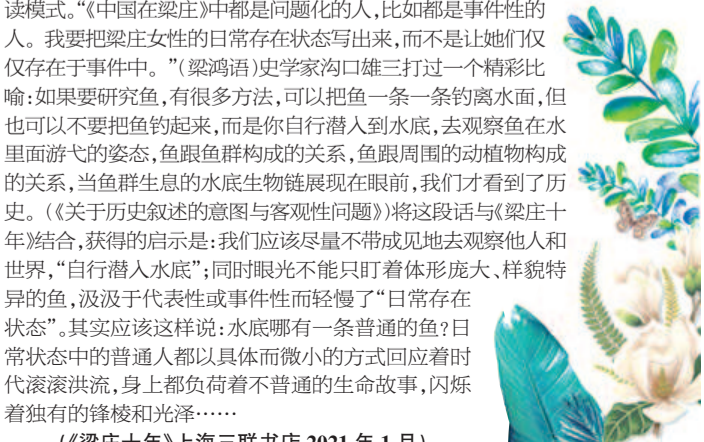 读模式。“《中国在梁庄》中都是问题化的人,比如都是事件性的
人。我要把梁庄女性的日常存在状态写出来,而不是让她们仅
仅存在于事件中。”(梁鸿语)史学家沟口雄三打过一个精彩比
喻:如果要研究鱼,有很多方法,可以把鱼一条一条钓离水面,但
也可以不要把鱼钓起来,而是你自行潜入到水底,去观察鱼在水
里面游弋的姿态,鱼跟鱼群构成的关系,鱼跟周围的动植物构成
的关系,当鱼群生息的水底生物链展现在眼前,我们才看到了历
史。(《关于历史叙述的意图与客观性问题》)将这段话与《梁庄十
年》结合,获得的启示是:我们应该尽量不带成见地去观察他人和
世界,“自行潜入水底”;同时眼光不能只盯着体形庞大、样貌特
异的鱼,汲汲于代表性或事件性而轻慢了“日常存在
状态”。其实应该这样说:水底哪有一条普通的鱼?日
常状态中的普通人都以具体而微小的方式回应着时
代滚滚洪流,身上都负荷着不普通的生命故事,闪烁
着独有的锋棱和光泽……
(《梁庄十年》上海三联书店 2021 年 1 月)